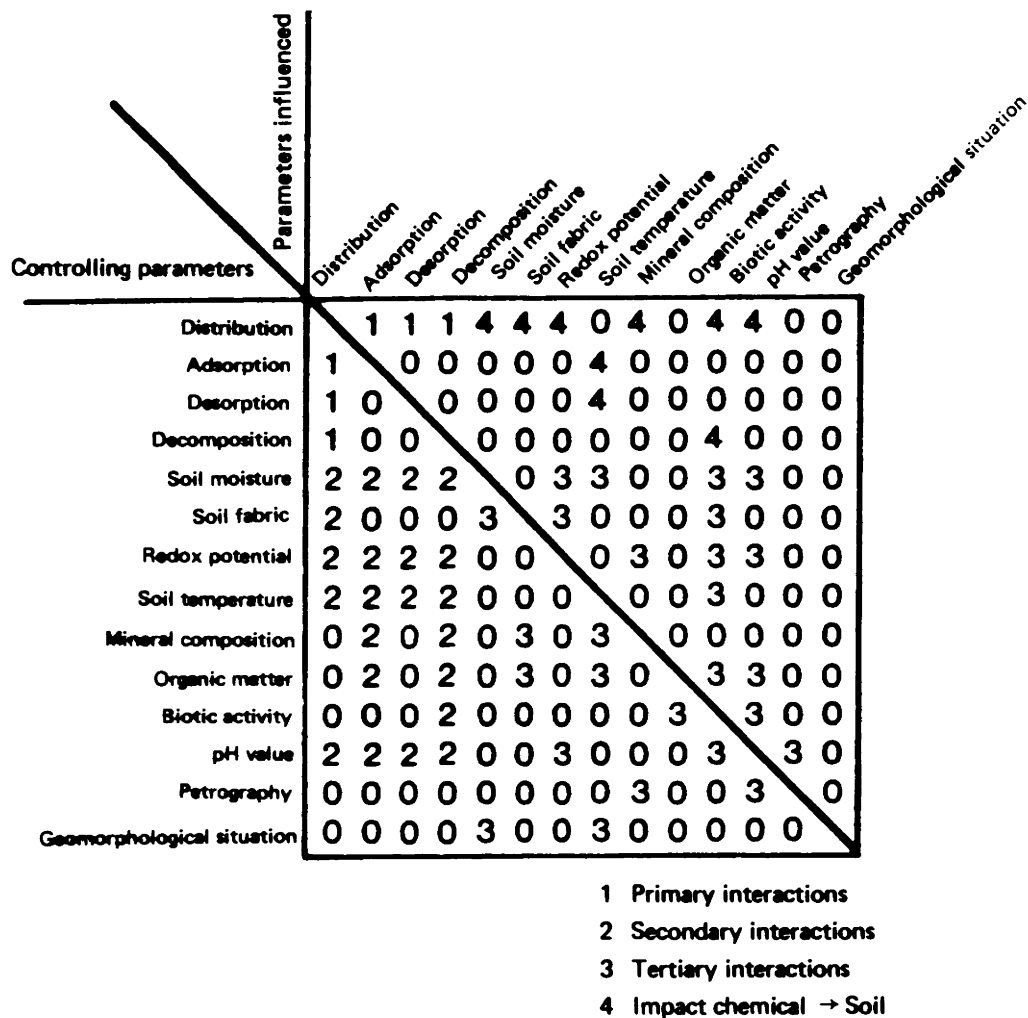 Parameters influenced
Controlling parameters
Distribution
Adsorption
Desorption
Decomposition
Soil moisture
Soil fabric
Redox potential
Soil temperature
Mineral composition
Organic matter
Biotic activity
pH value
Petrography
Geomorphological situation
Distribution 1 1 1 4 4 4 0 4 0 4 4 0 0
Adsorption 1 0 0 0 0 0 4 0 0 0 0 0 0
Desorption 1 0 0 0 0 0 4 0 0 0 0 0 0
Decomposition 1 0 0 0 0 0 0 0 0 4 0 0 0
Soil moisture 2 2 2 2 0 3 3 0 0 3 3 0 0
Soil fabric 2 0 0 0 3 3 0 0 0 3 0 0 0
Redox potential 2 2 2 2 0 0 0 3 0 3 3 0 0
Soil temperature 2 2 2 2 0 0 0 0 0 3 0 0 0
Mineral composition 0 2 0 2 0 3 0 3 0 0 0 0 0
Organic matter 0 2 0 2 0 3 0 3 0 3 3 0 0
Biotic activity 0 0 0 2 0 0 0 0 0 3 3 0 0
pH value 2 2 2 2 0 0 3 0 0 0 3 3 0
Petrography 0 0 0 0 0 0 0 0 3 0 0 3 0
Geomorphological situation 0 0 0 0 3 0 0 3 0 0 0 0 0
1 Primary interactions
2 Secondary interactions
3 Tertiary interactions
4 Impact chemical → Soil